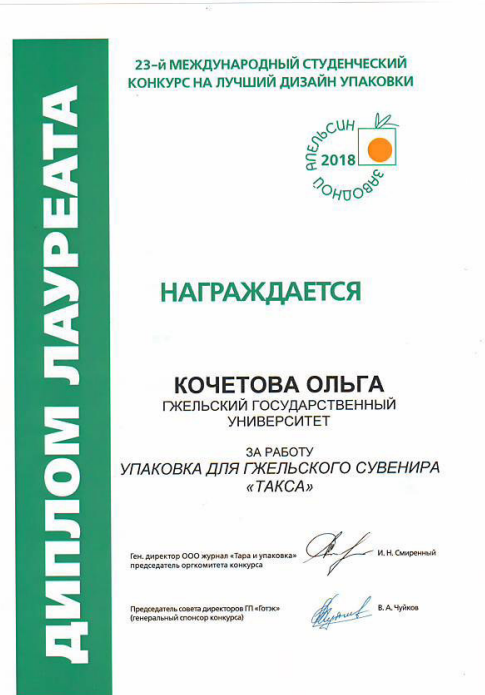 23-й МЕЖДУНАРОДНЫЙ СТУДЕНЧЕСКИЙ
КОНКУРС НА ЛУЧШИЙ ДИЗАЙН УПАКОВКИ
ЗАВОДНОЙ АПЕЛЬСИН
2018
ДИПЛОМ ЛАУРЕАТА
НАГРАЖДАЕТСЯ
КОЧЕТОВА ОЛЬГА
ГЖЕЛЬСКИЙ ГОСУДАРСТВЕННЫЙ
УНИВЕРСИТЕТ
ЗА РАБОТУ
УПАКОВКА ДЛЯ ГЖЕЛЬСКОГО СУВЕНИРА
«ТАКСА»
Ген. директор ООО журнал «Тара и упаковка»
председатель оргкомитета конкурса
И. Н. Смиренный
Председатель совета директоров ГП «Готэк»
(генеральный спонсор конкурса)
В. А. Чуйков